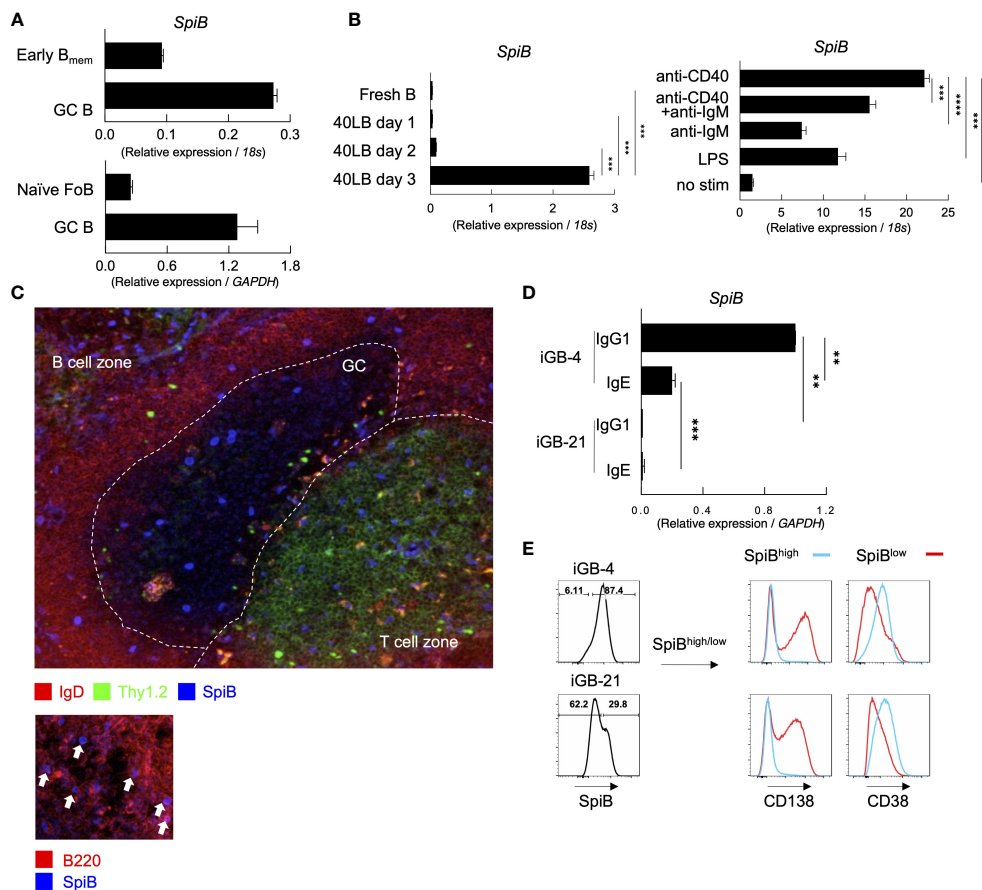 A
SpiB
Early Bmem
GC B
0.0 0.1 0.2 0.3
(Relative expression / 18s)
Naïve FoB
GC B
0.0 0.6 1.2 1.8
(Relative expression / GAPDH)
B
SpiB
Fresh B
40LB day 1
40LB day 2
40LB day 3
*** *** ***
0 1 2 3
(Relative expression / 18s)
SpiB
anti-CD40
anti-CD40
+anti-IgM
anti-IgM
LPS
no stim
*** **** ***
0 5 10 15 20 25
(Relative expression / 18s)
C
B cell zone
GC
T cell zone
IgD Thy1.2 SpiB
B220
SpiB
D
SpiB
iGB-4
IgG1
IgE
iGB-21
IgG1
IgE
*** ** **
0.0 0.4 0.8 1.2
(Relative expression / GAPDH)
E
iGB-4
6.11 87.4
iGB-21
62.2 29.8
SpiB
SpiBhigh/low
SpiBhigh SpiBlow
CD138 CD38